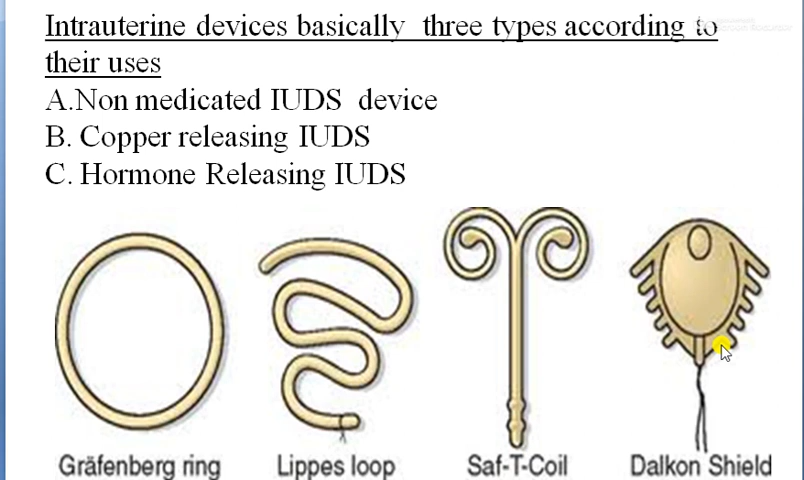 Intrauterine devices basically three types according to
their uses
A.Non medicated IUDS device
B. Copper releasing IUDS
C. Hormone Releasing IUDS
Gräfenberg ring
Lippes loop
Saf-T-Coil
Dalkon Shield